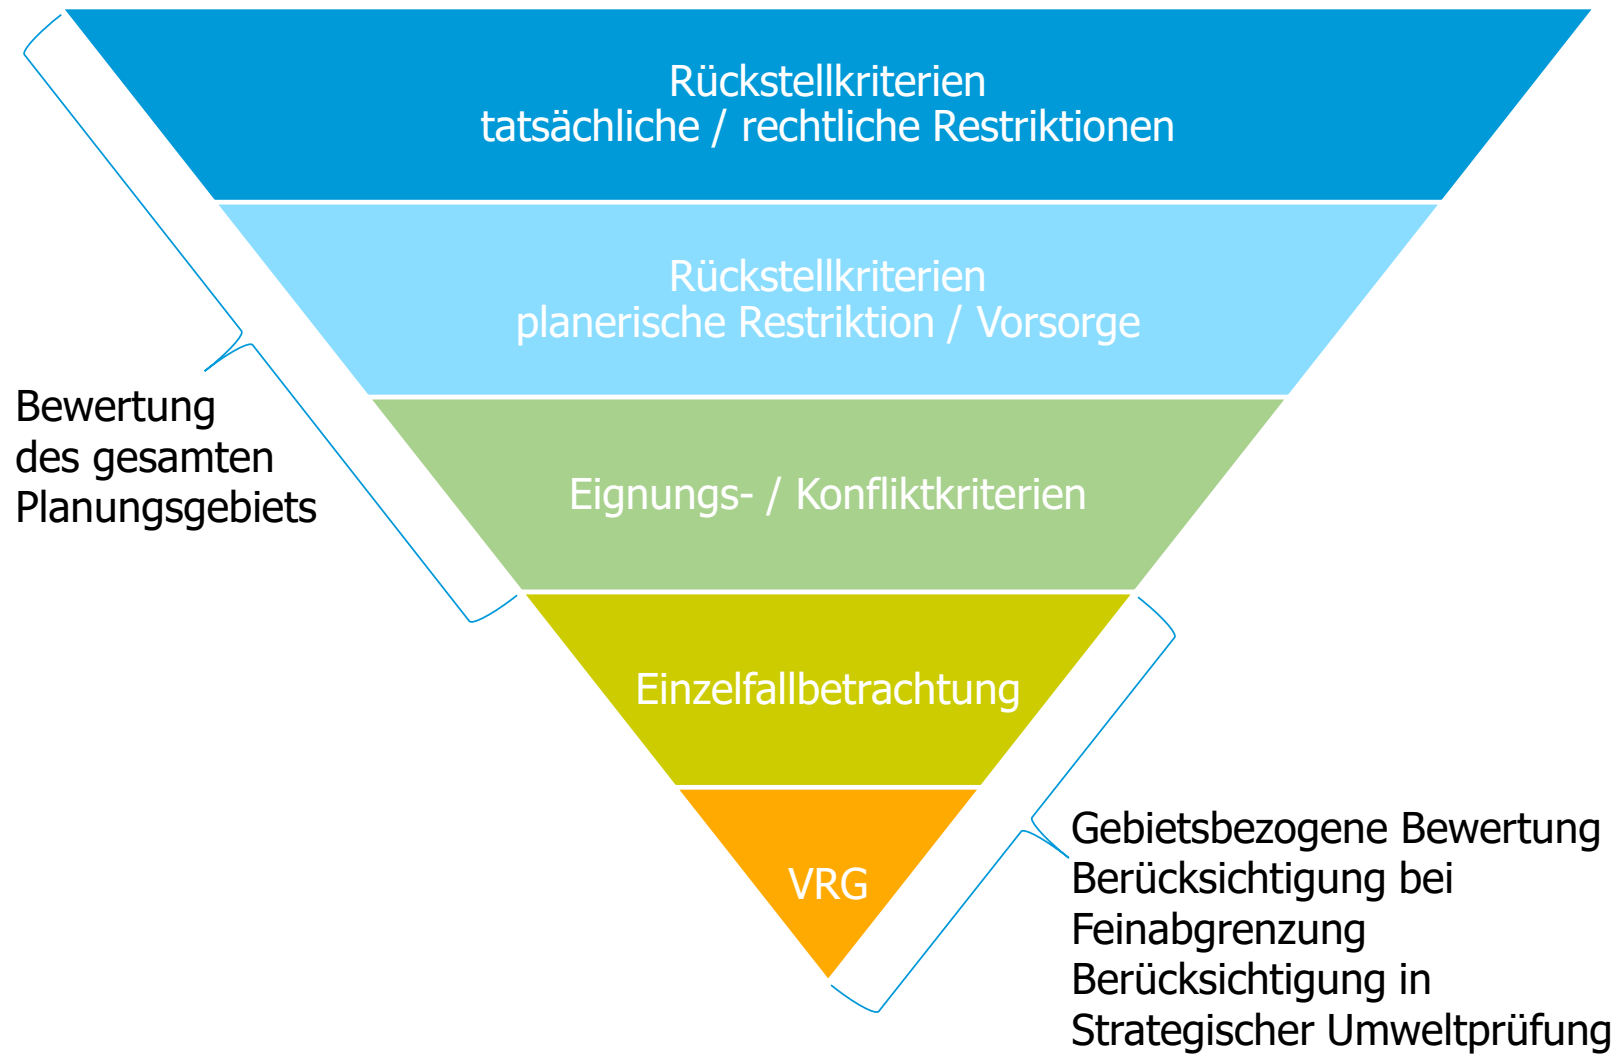 Rückstellkriterien
tatsächliche / rechtliche Restriktionen
Rückstellkriterien
planerische Restriktion / Vorsorge
Bewertung
des gesamten
Planungsgebiets
Eignungs- / Konfliktkriterien
Einzelfallbetrachtung
VRG
Gebietsbezogene Bewertung
Berücksichtigung bei
Feinabgrenzung
Berücksichtigung in
Strategischer Umweltprüfung